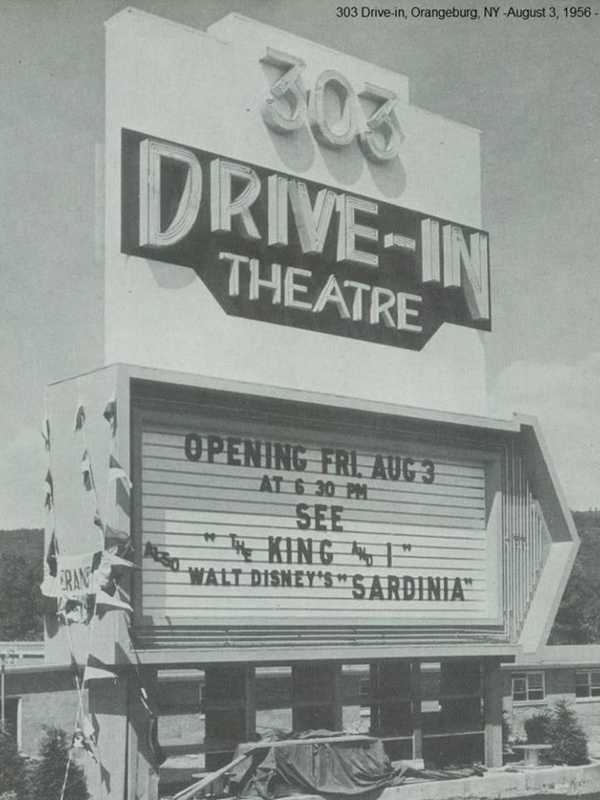 303 Drive-in, Orangeburg, NY -August 3, 1956 -
303
DRIVE-IN
THEATRE
OPENING FRI. AUG 3
AT 6 30 PM
SEE
" THE KING AND I "
ALSO WALT DISNEY'S "SARDINIA"